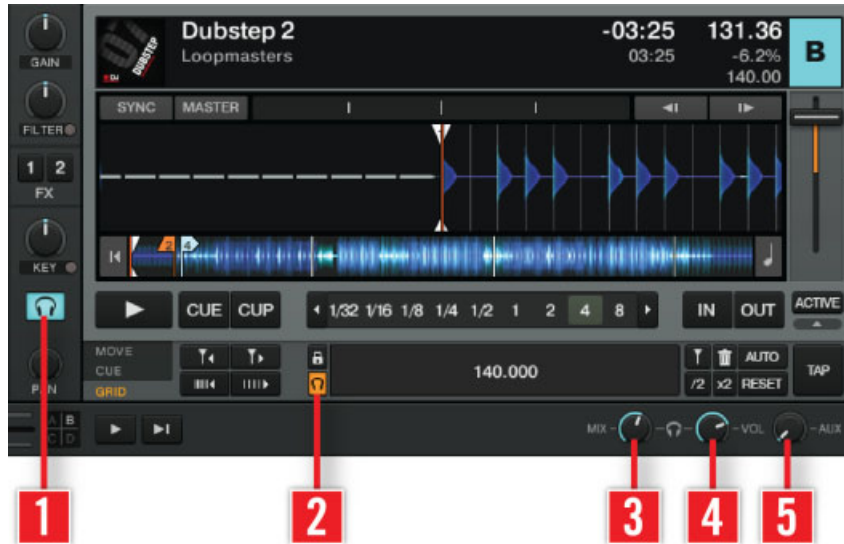 Dubstep 2
Loopmasters
-03:25 131.36
03:25 -6.2%
140.00
B
DUBSTEP
GAIN
FILTER
1 2
FX
KEY
PAN
SYNC MASTER
2 4
CUE CUP
1/32 1/16 1/8 1/4 1/2 1 2 4 8
IN OUT
ACTIVE
MOVE
CUE
GRID
140.000
AUTO
/2 x2 RESET
TAP
A B
C D
MIX VOL AUX
1 2 3 4 5